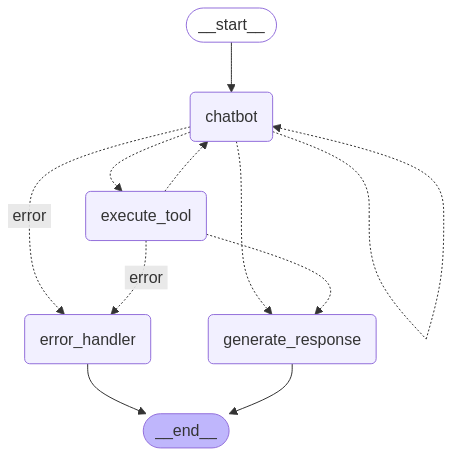 __start__
chatbot
error
execute_tool
error
error_handler
generate_response
__end__